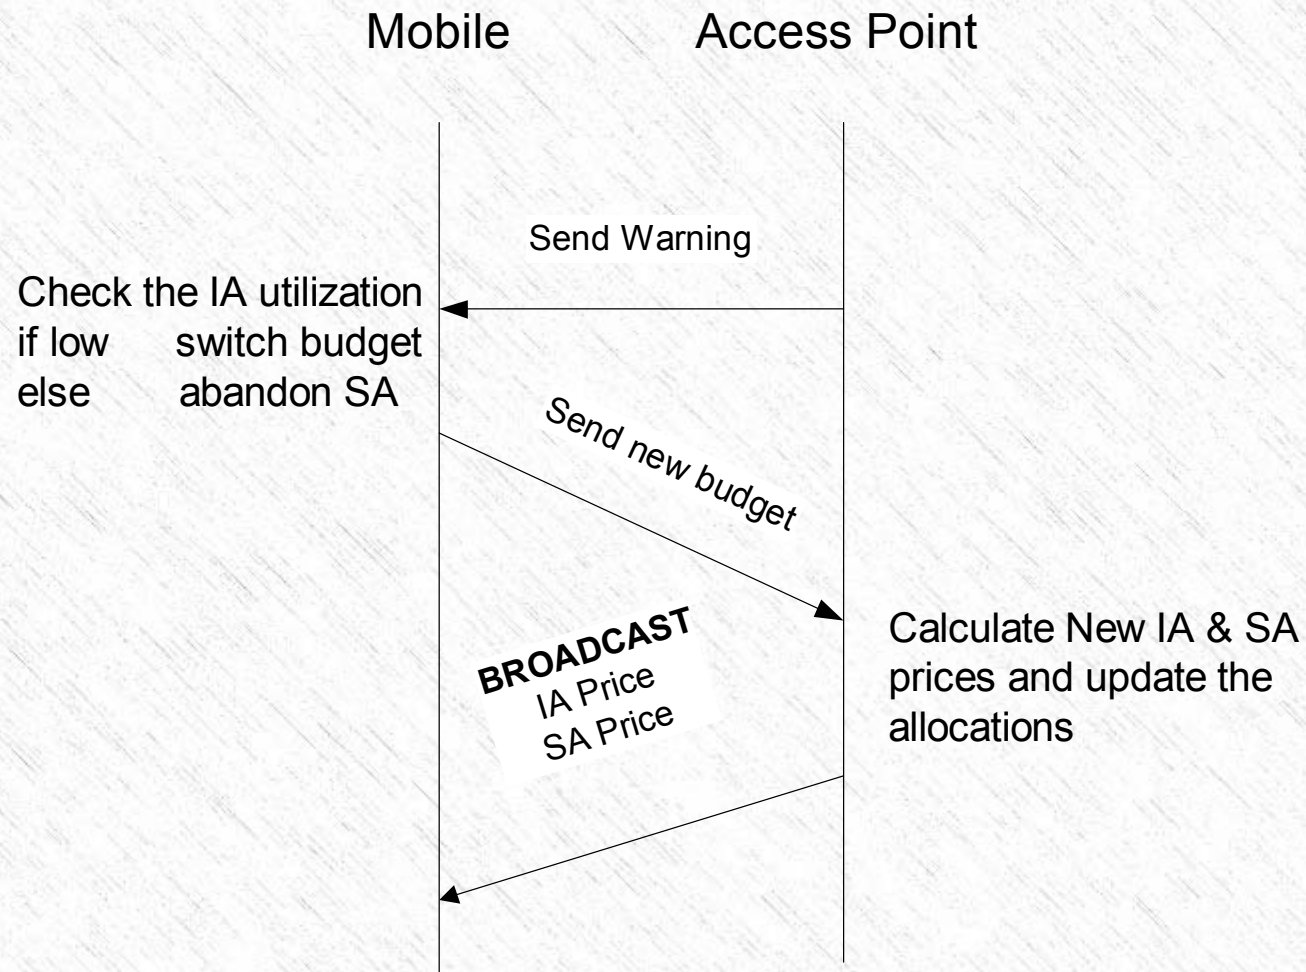 Mobile
Access Point
Send Warning
Check the IA utilization
if low switch budget
else abandon SA
Send new budget
BROADCAST
IA Price
SA Price
Calculate New IA & SA
prices and update the
allocations